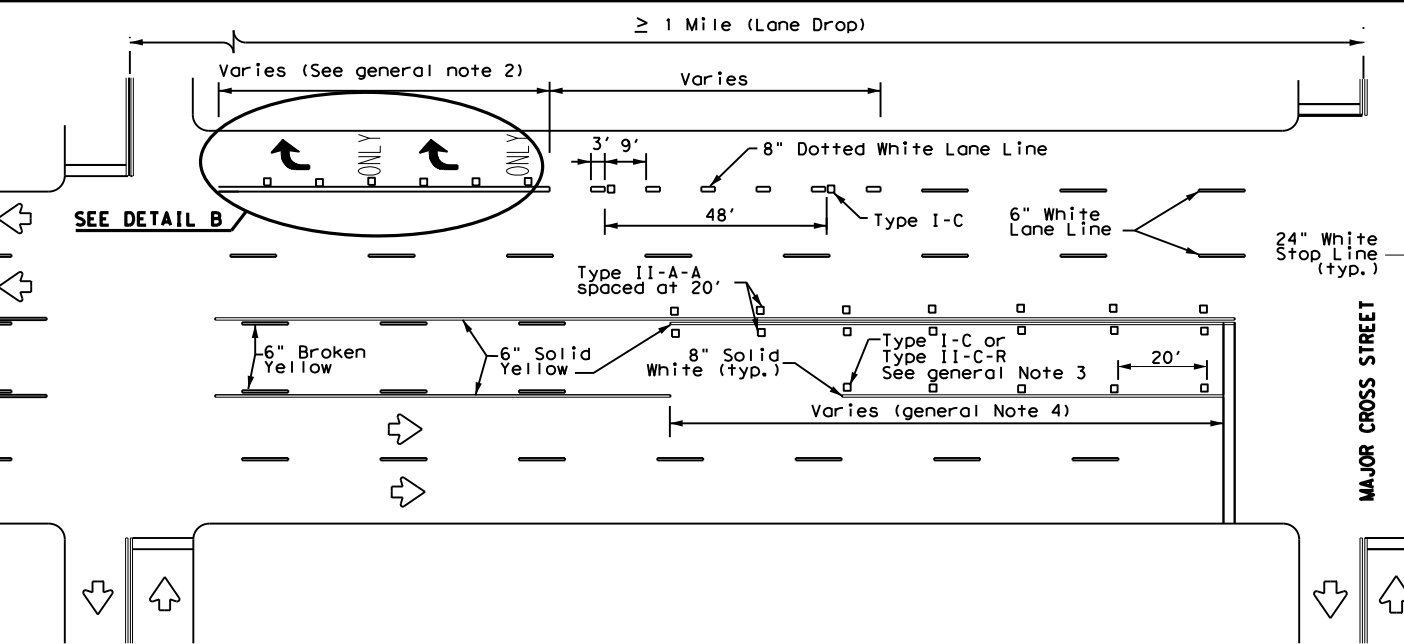 ≥ 1 Mile (Lane Drop)
Varies (See general note 2)
Varies
ONLY
ONLY
3' 9'
8" Dotted White Lane Line
SEE DETAIL B
48'
Type I-C
6" White
Lane Line
24" White
Stop Line
(typ.)
Type II-A-A
spaced at 20'
6" Broken
Yellow
6" Solid
Yellow
8" Solid
White (typ.)
Type I-C or
Type II-C-R
See general Note 3
20'
Varies (general Note 4)
MAJOR CROSS STREET